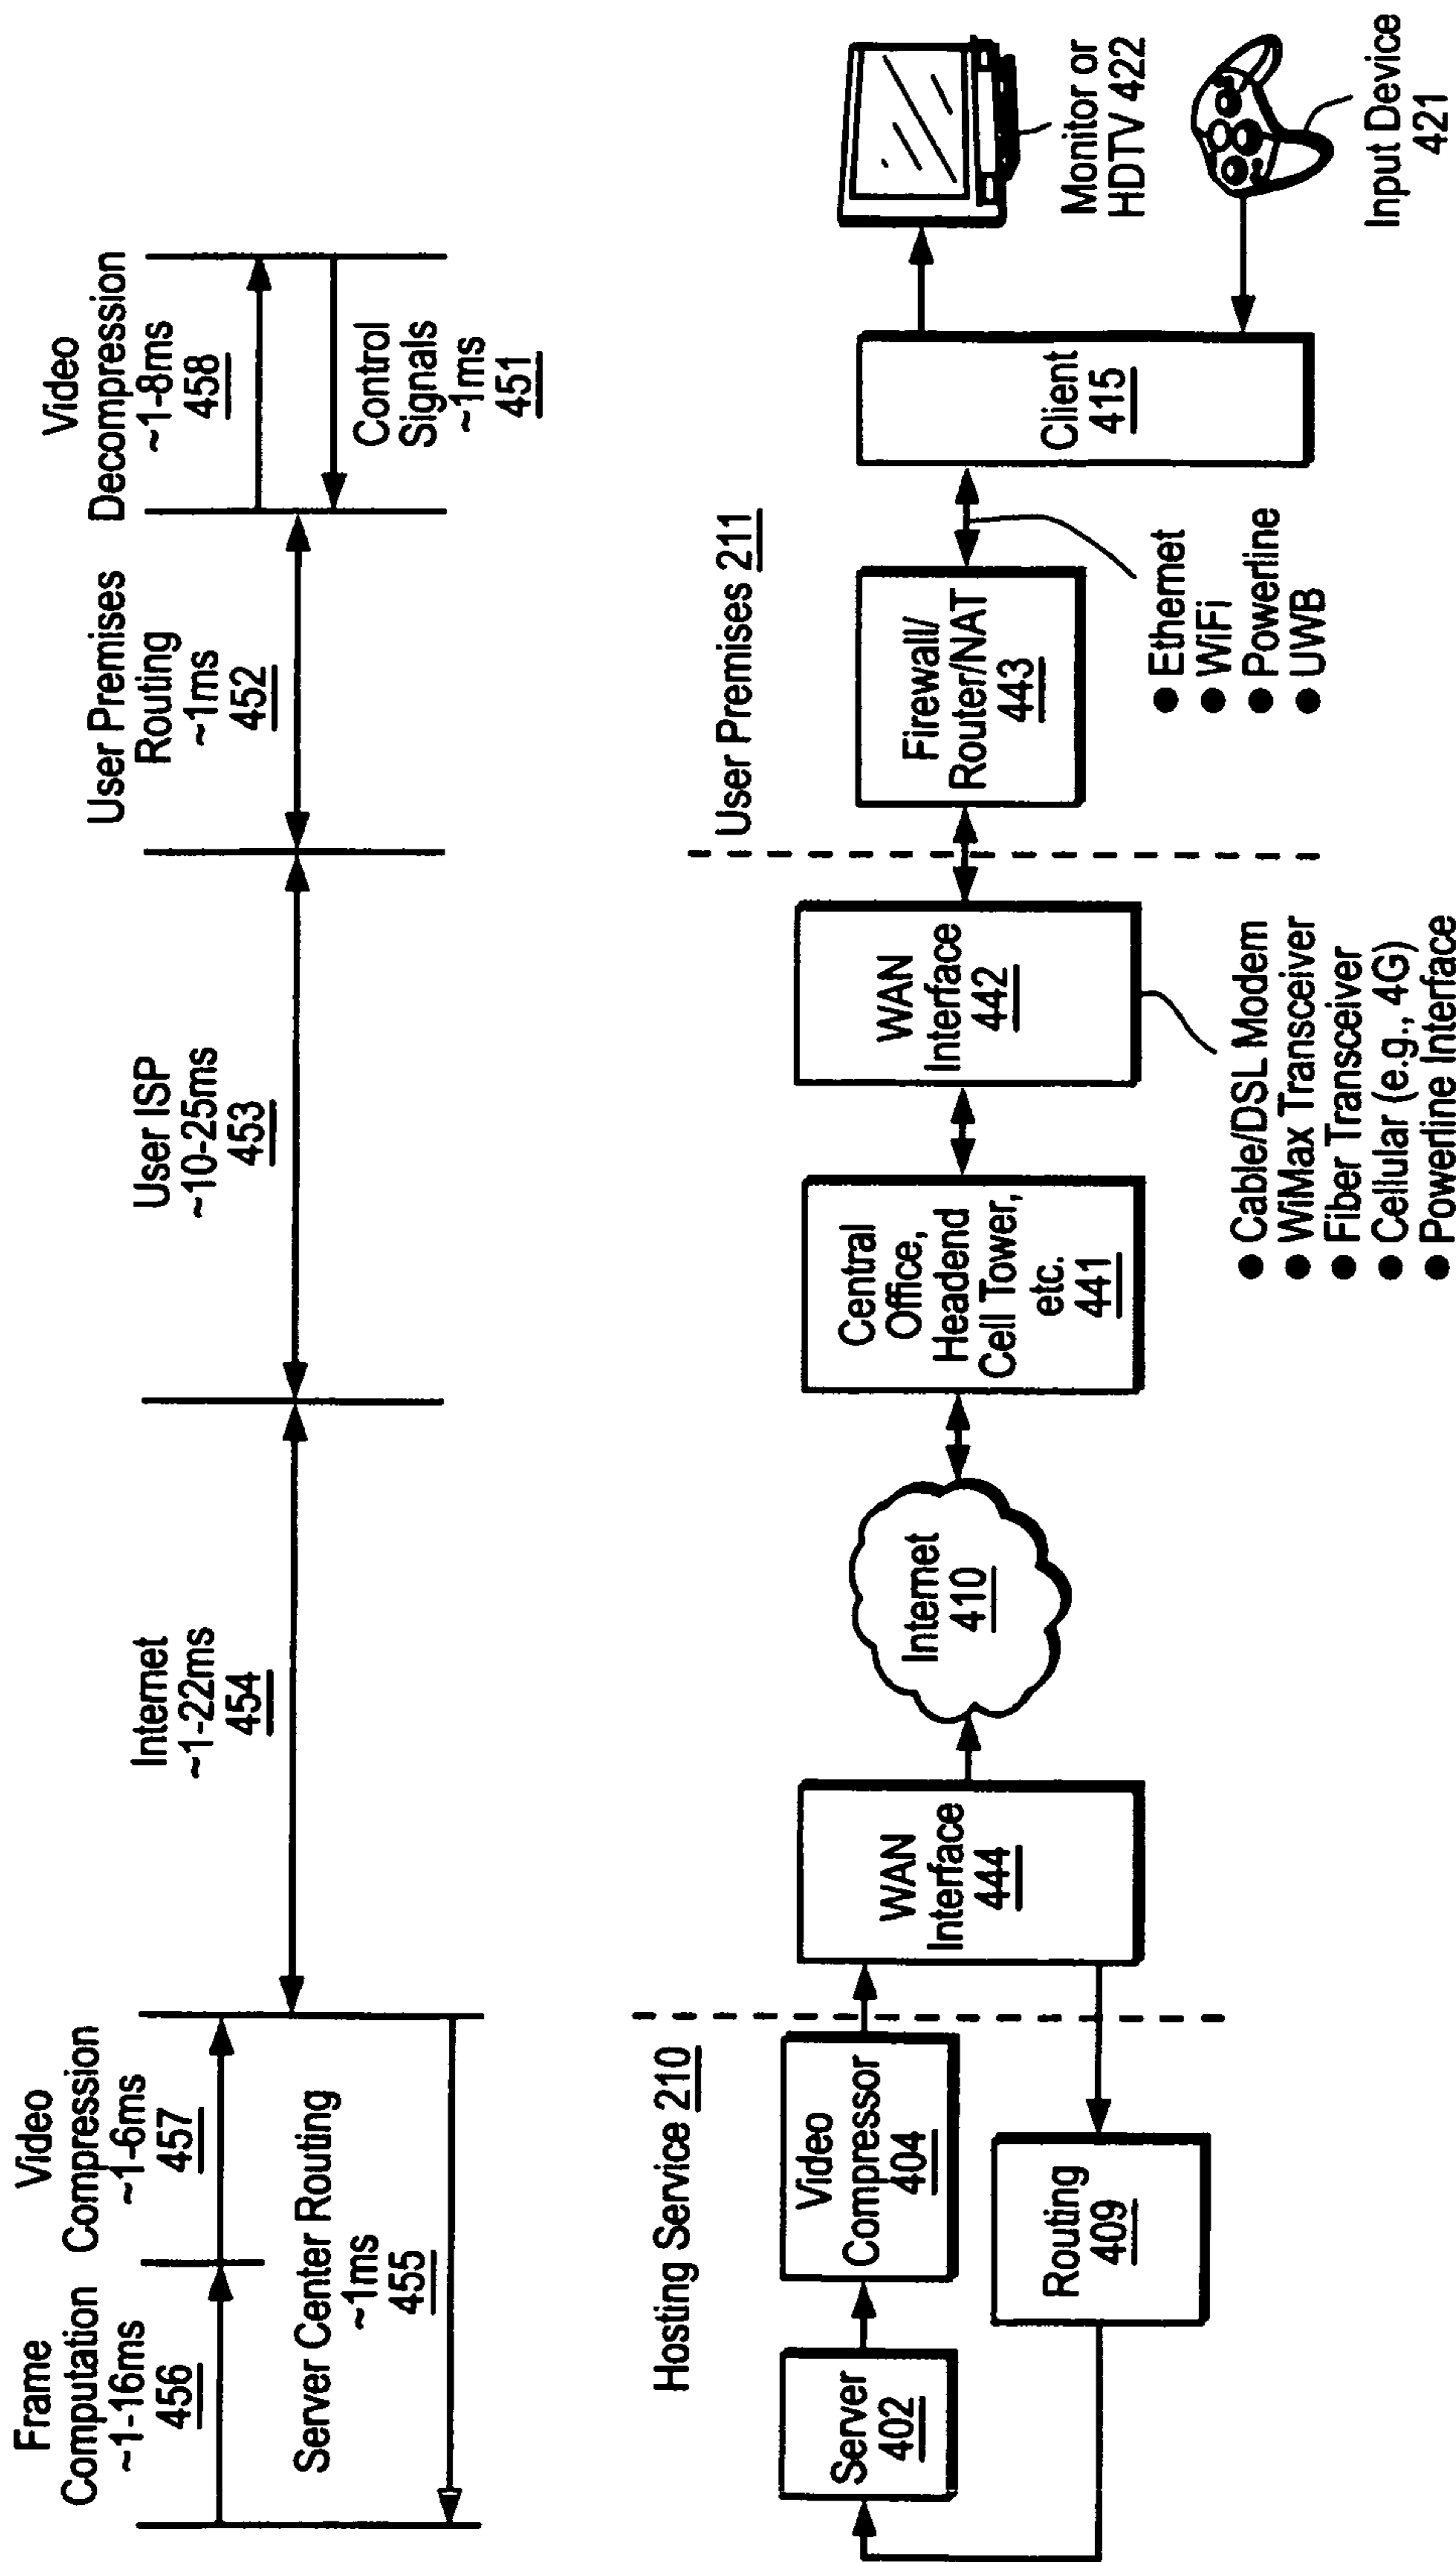 Frame
Computation
~1-16ms
456
Video
Compression
~1-6ms
457
Server Center Routing
~1ms
455
Internet
~1-22ms
454
User ISP
~10-25ms
453
User Premises
Routing
~1ms
452
Video
Decompression
~1-8ms
458
Control
Signals
~1ms
451
Hosting Service 210
Server
402
Video
Compressor
404
Routing
409
WAN
Interface
444
Internet
410
Central
Office,
Headend
Cell Tower,
etc.
441
WAN
Interface
442
● Cable/DSL Modem
● WiMax Transceiver
● Fiber Transceiver
● Cellular (e.g., 4G)
● Powerline Interface
User Premises 211
Firewall/
Router/NAT
443
● Ethernet
● WiFi
● Powerline
● UWB
Client
415
Monitor or
HDTV 422
Input Device
421